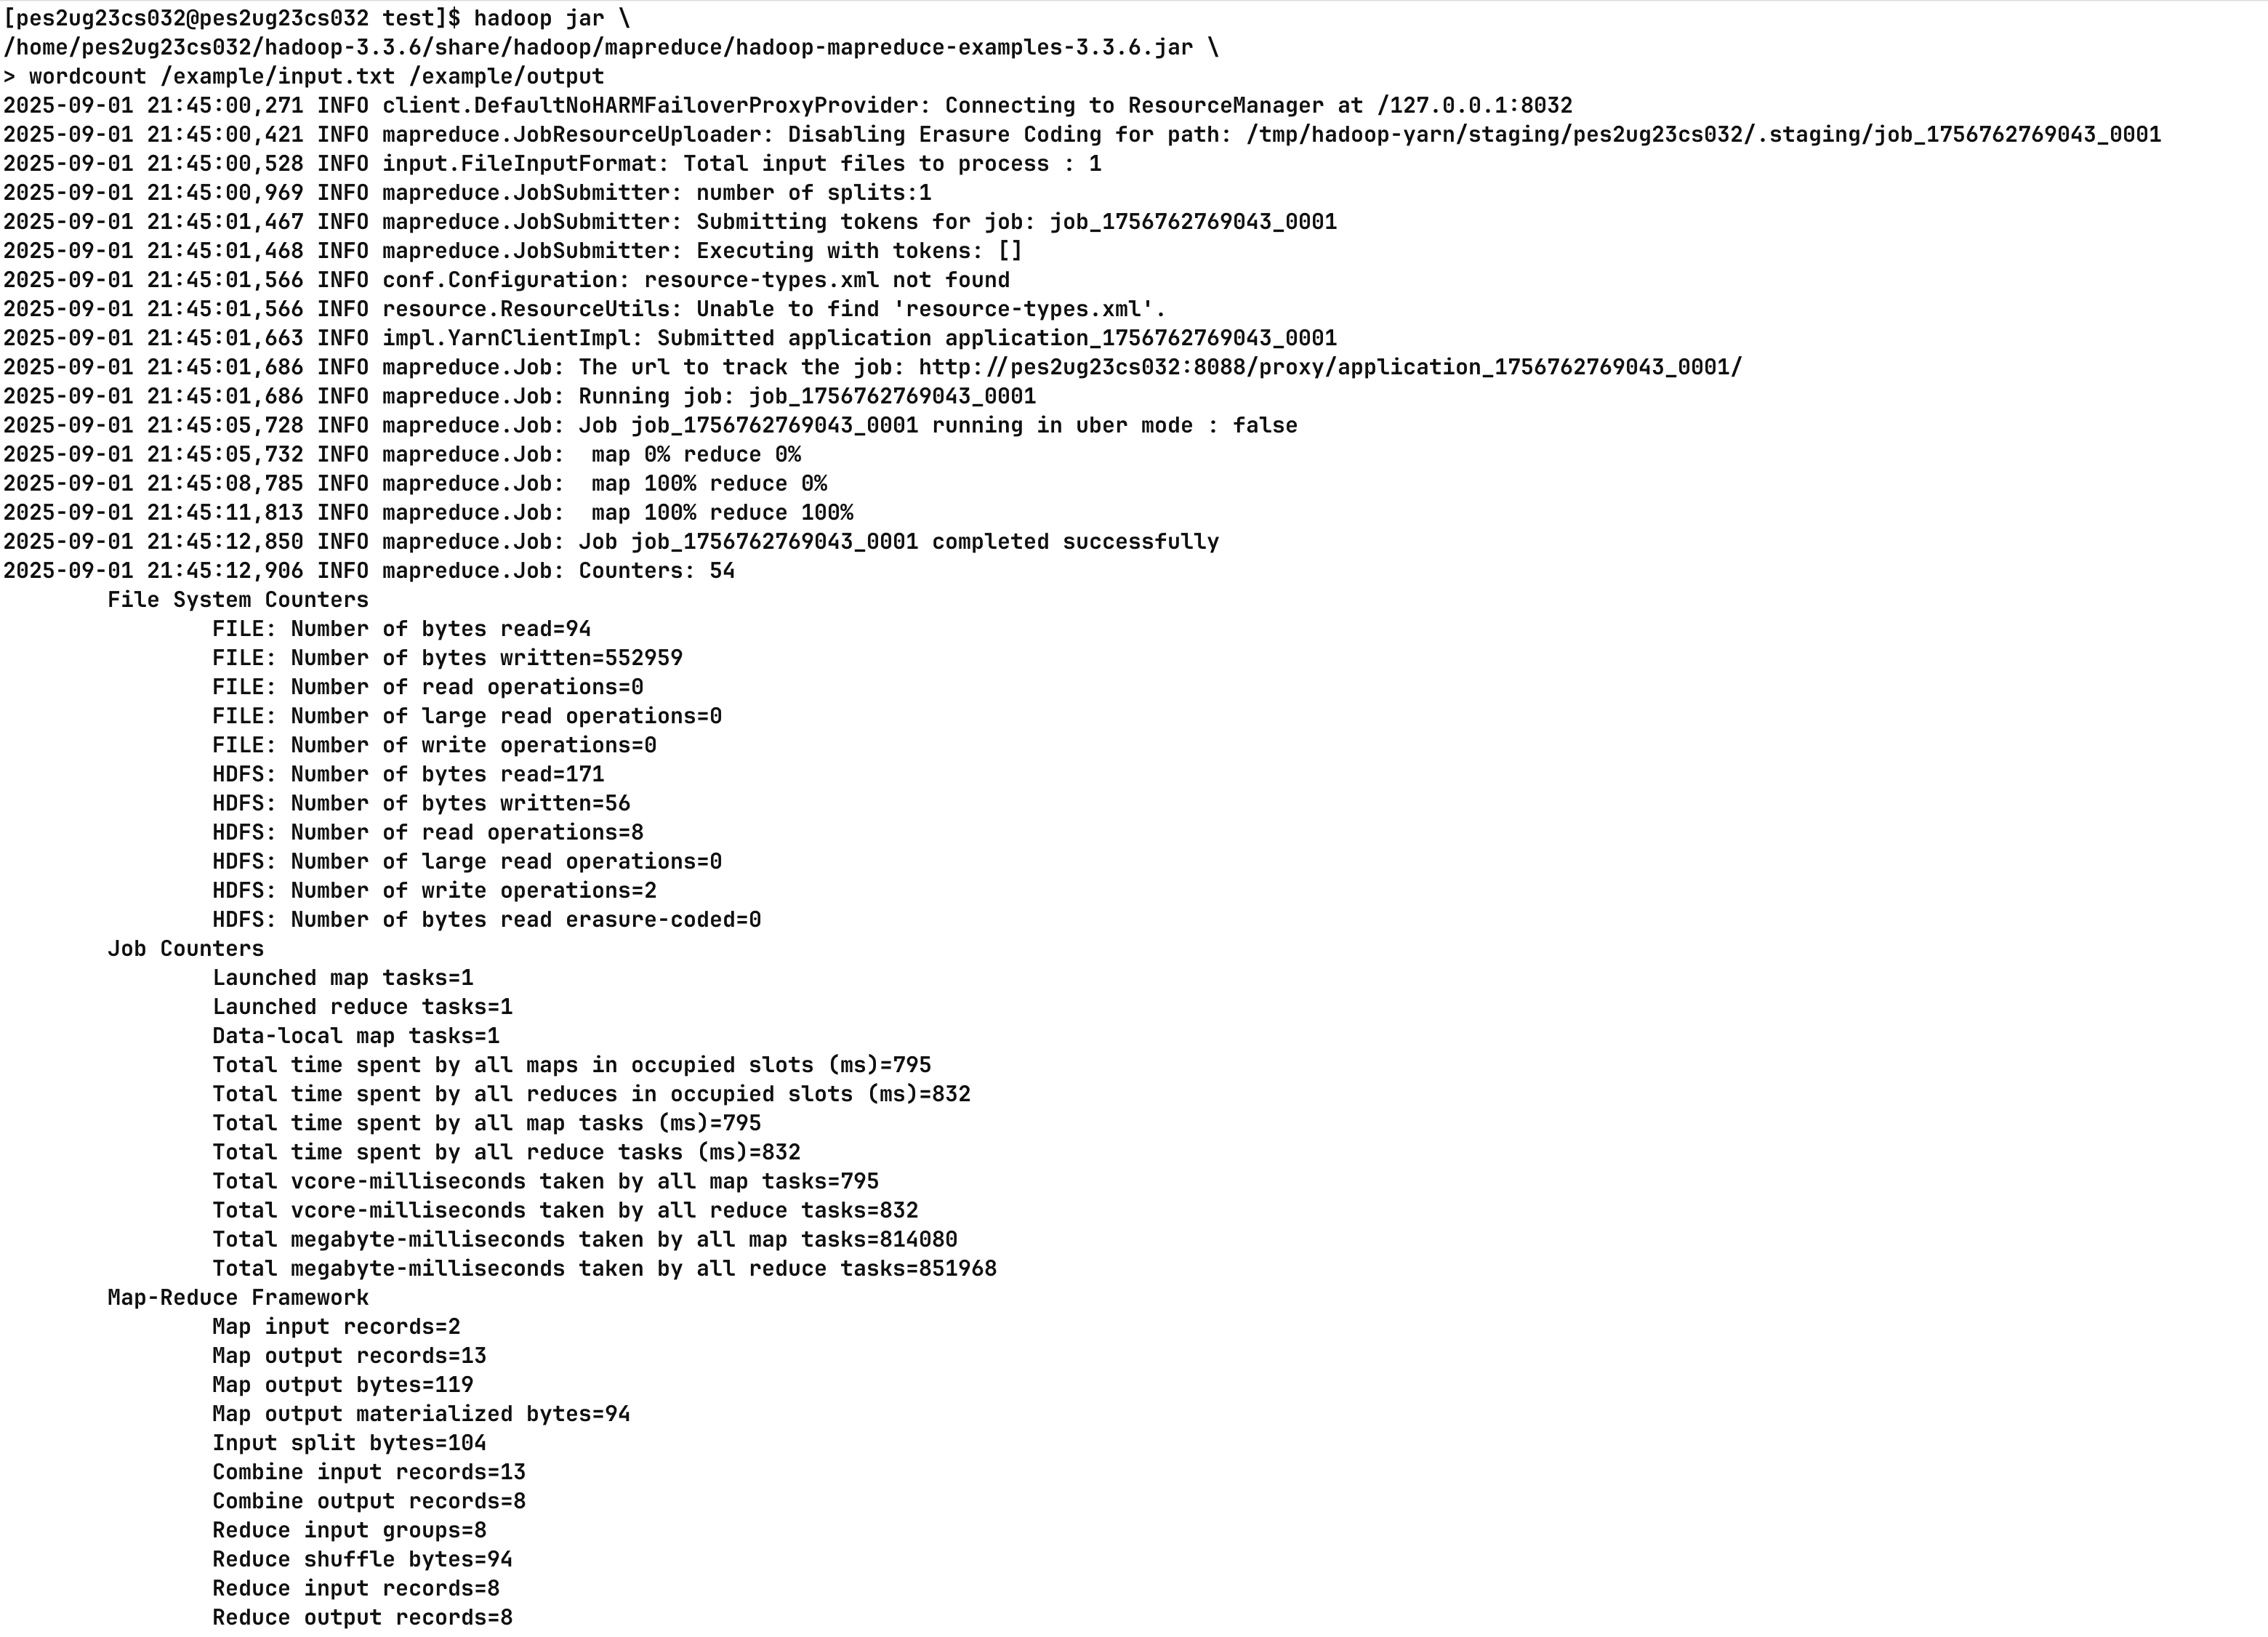 [pes2ug23cs032@pes2ug23cs032 test]$ hadoop jar \
/home/pes2ug23cs032/hadoop-3.3.6/share/hadoop/mapreduce/hadoop-mapreduce-examples-3.3.6.jar \
> wordcount /example/input.txt /example/output
2025-09-01 21:45:00,271 INFO client.DefaultNoHARMFailoverProxyProvider: Connecting to ResourceManager at /127.0.0.1:8032
2025-09-01 21:45:00,421 INFO mapreduce.JobResourceUploader: Disabling Erasure Coding for path: /tmp/hadoop-yarn/staging/pes2ug23cs032/.staging/job_1756762769043_0001
2025-09-01 21:45:00,528 INFO input.FileInputFormat: Total input files to process : 1
2025-09-01 21:45:00,969 INFO mapreduce.JobSubmitter: number of splits:1
2025-09-01 21:45:01,467 INFO mapreduce.JobSubmitter: Submitting tokens for job: job_1756762769043_0001
2025-09-01 21:45:01,468 INFO mapreduce.JobSubmitter: Executing with tokens: []
2025-09-01 21:45:01,566 INFO conf.Configuration: resource-types.xml not found
2025-09-01 21:45:01,566 INFO resource.ResourceUtils: Unable to find 'resource-types.xml'.
2025-09-01 21:45:01,663 INFO impl.YarnClientImpl: Submitted application application_1756762769043_0001
2025-09-01 21:45:01,686 INFO mapreduce.Job: The url to track the job: http://pes2ug23cs032:8088/proxy/application_1756762769043_0001/
2025-09-01 21:45:01,686 INFO mapreduce.Job: Running job: job_1756762769043_0001
2025-09-01 21:45:05,728 INFO mapreduce.Job: Job job_1756762769043_0001 running in uber mode : false
2025-09-01 21:45:05,732 INFO mapreduce.Job:  map 0% reduce 0%
2025-09-01 21:45:08,785 INFO mapreduce.Job:  map 100% reduce 0%
2025-09-01 21:45:11,813 INFO mapreduce.Job:  map 100% reduce 100%
2025-09-01 21:45:12,850 INFO mapreduce.Job: Job job_1756762769043_0001 completed successfully
2025-09-01 21:45:12,906 INFO mapreduce.Job: Counters: 54
File System Counters
FILE: Number of bytes read=94
FILE: Number of bytes written=552959
FILE: Number of read operations=0
FILE: Number of large read operations=0
FILE: Number of write operations=0
HDFS: Number of bytes read=171
HDFS: Number of bytes written=56
HDFS: Number of read operations=8
HDFS: Number of large read operations=0
HDFS: Number of write operations=2
HDFS: Number of bytes read erasure-coded=0
Job Counters
Launched map tasks=1
Launched reduce tasks=1
Data-local map tasks=1
Total time spent by all maps in occupied slots (ms)=795
Total time spent by all reduces in occupied slots (ms)=832
Total time spent by all map tasks (ms)=795
Total time spent by all reduce tasks (ms)=832
Total vcore-milliseconds taken by all map tasks=795
Total vcore-milliseconds taken by all reduce tasks=832
Total megabyte-milliseconds taken by all map tasks=814080
Total megabyte-milliseconds taken by all reduce tasks=851968
Map-Reduce Framework
Map input records=2
Map output records=13
Map output bytes=119
Map output materialized bytes=94
Input split bytes=104
Combine input records=13
Combine output records=8
Reduce input groups=8
Reduce shuffle bytes=94
Reduce input records=8
Reduce output records=8